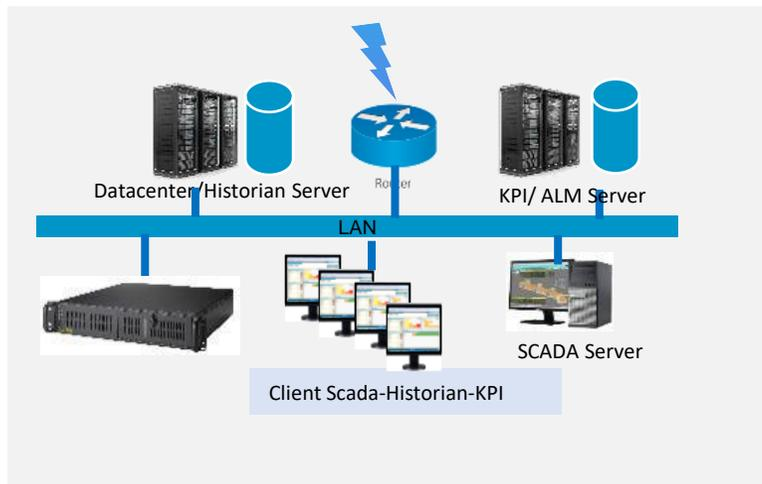 Datacenter/Historian Server
Router
KPI/ ALM Server
LAN
SCADA Server
Client Scada-Historian-KPI